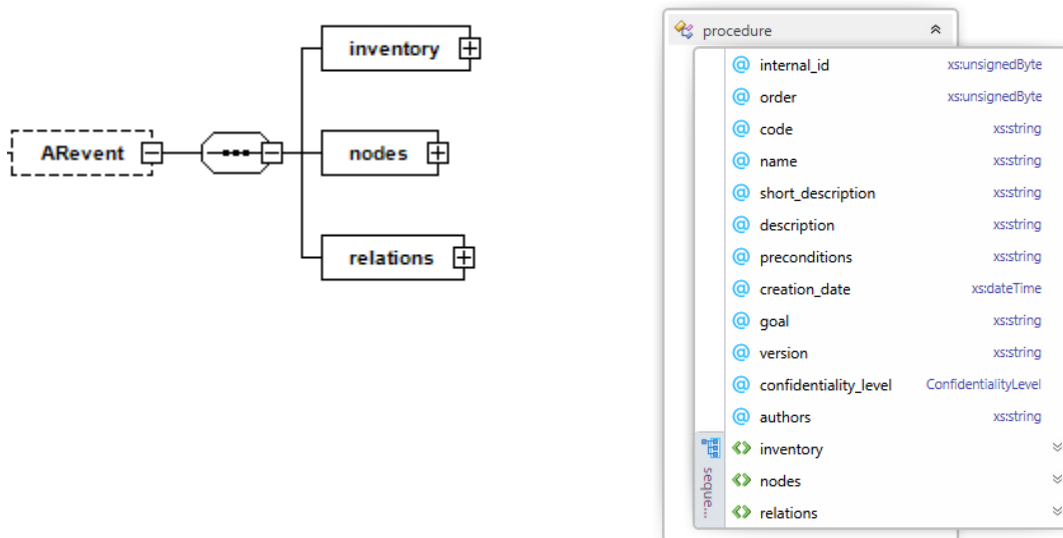 inventory
ARevent
nodes
relations
procedure
internal_id xs:unsignedByte
order xs:unsignedByte
code xs:string
name xs:string
short_description xs:string
description xs:string
preconditions xs:string
creation_date xs:dateTime
goal xs:string
version xs:string
confidentiality_level ConfidentialityLevel
authors xs:string
inventory
nodes
relations
seque...